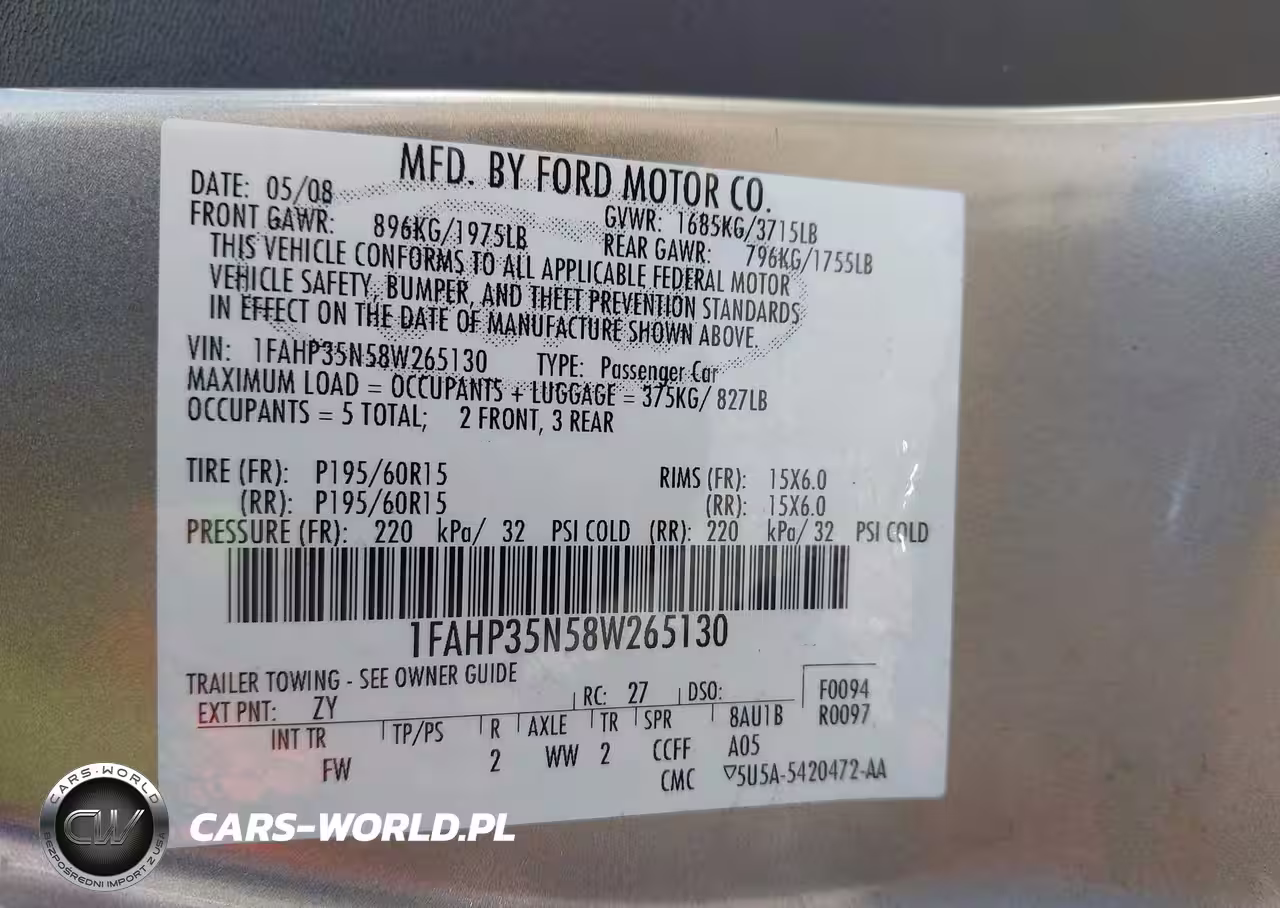 MFD. BY FORD MOTOR CO.
DATE: 05/08
GVWR: 1685KG/3715LB
FRONT GAWR: 896KG/1975LB
REAR GAWR: 796KG/1755LB
THIS VEHICLE CONFORMS TO ALL APPLICABLE FEDERAL MOTOR
VEHICLE SAFETY, BUMPER, AND THEFT PREVENTION STANDARDS
IN EFFECT ON THE DATE OF MANUFACTURE SHOWN ABOVE.
VIN: 1FAHP35N58W265130 TYPE: Passenger Car
MAXIMUM LOAD = OCCUPANTS + LUGGAGE = 375KG/ 827LB
OCCUPANTS = 5 TOTAL; 2 FRONT, 3 REAR
TIRE (FR): P195/60R15 RIMS (FR): 15X6.0
(RR): P195/60R15 (RR): 15X6.0
PRESSURE (FR): 220 kPa/ 32 PSI COLD (RR): 220 kPa/ 32 PSI COLD
1FAHP35N58W265130
TRAILER TOWING - SEE OWNER GUIDE
EXT PNT: ZY RC: 27 DSO: F0094
INT TR TP/PS R AXLE TR SPR 8AU1B R0097
FW 2 WW 2 CCFF A05
CMC ▽5U5A-5420472-AA
CARS-WORLD
CW
BEZPOŚREDNI IMPORT Z USA
CARS-WORLD.PL